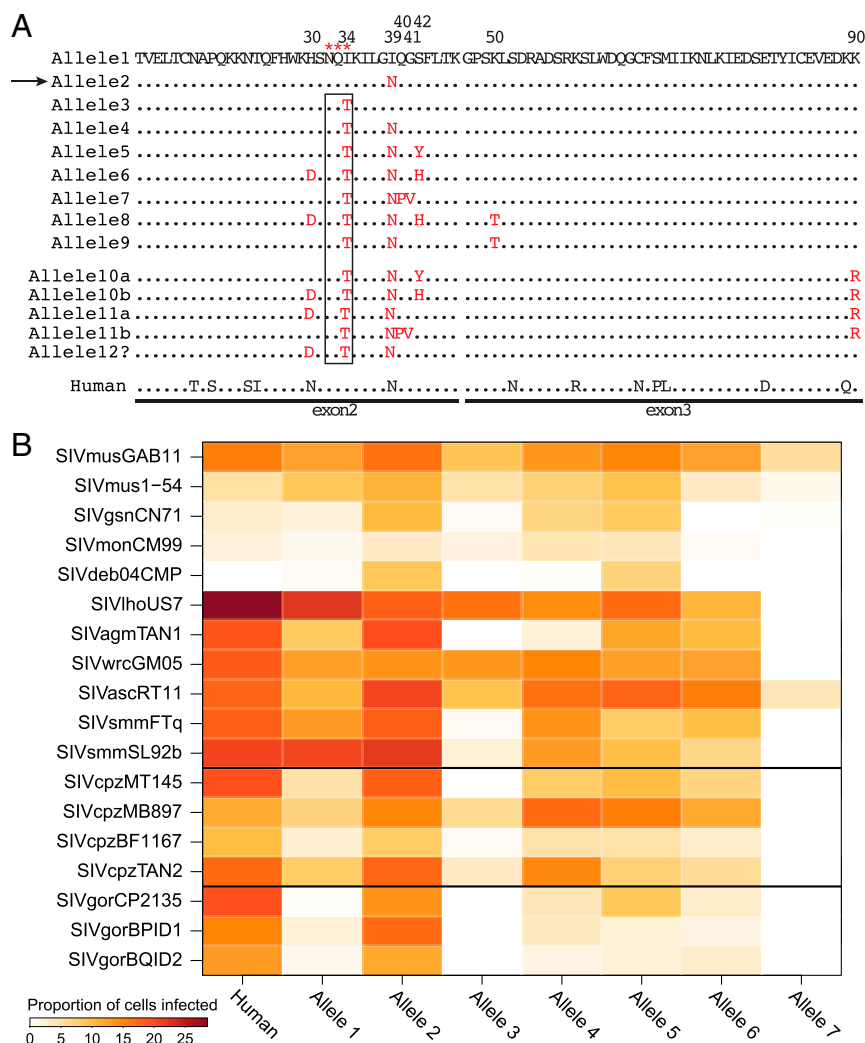 A
40 42
30 34 39 41 50 90
***
Allele1 TVELTCNAPQKKNTQFHWKHSNQIKILGIQGSFLTK GPSKLSDRADSRKSLWDQGCFSMIIKNLKIEDSETYICEVEDKK
Allele2 ............................N....... ............................................
Allele3 .......................T............ ............................................
Allele4 .......................T....N....... ............................................
Allele5 .......................T....N..Y.... ............................................
Allele6 ...................D...T....N..H.... ............................................
Allele7 .......................T....NPV..... ............................................
Allele8 ...................D...T....N..H.... ...T........................................
Allele9 .......................T....N....... ...T........................................
Allele10a .......................T....N..Y.... ...........................................R
Allele10b ...................D...T....N..H.... ...........................................R
Allele11a ...................D...T....N....... ...........................................R
Allele11b .......................T....NPV..... ...........................................R
Allele12? ...................D...T....N....... ............................................
Human ......T.S...SI.....N........N....... .....N......R......N.PL..........D........Q.
exon2 exon3
B
SIVmusGAB11
SIVmus1−54
SIVgsnCN71
SIVmonCM99
SIVdeb04CMP
SIVlhoUS7
SIVagmTAN1
SIVwrcGM05
SIVascRT11
SIVsmmFTq
SIVsmmSL92b
SIVcpzMT145
SIVcpzMB897
SIVcpzBF1167
SIVcpzTAN2
SIVgorCP2135
SIVgorBPID1
SIVgorBQID2
Human Allele 1 Allele 2 Allele 3 Allele 4 Allele 5 Allele 6 Allele 7
Proportion of cells infected
0 5 10 15 20 25